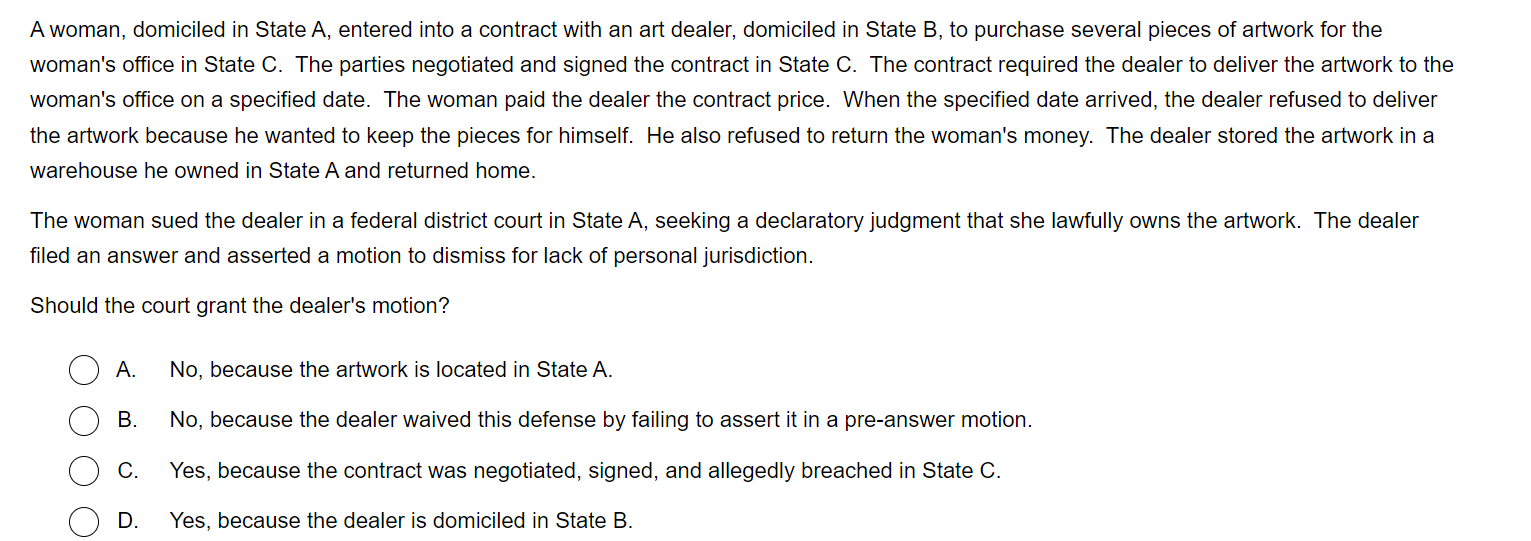 A woman, domiciled in State A, entered into a contract with an art dealer, domiciled in State B, to purchase several pieces of artwork for the
woman's office in State C.  The parties negotiated and signed the contract in State C.  The contract required the dealer to deliver the artwork to the
woman's office on a specified date.  The woman paid the dealer the contract price.  When the specified date arrived, the dealer refused to deliver
the artwork because he wanted to keep the pieces for himself.  He also refused to return the woman's money.  The dealer stored the artwork in a
warehouse he owned in State A and returned home.
The woman sued the dealer in a federal district court in State A, seeking a declaratory judgment that she lawfully owns the artwork.  The dealer
filed an answer and asserted a motion to dismiss for lack of personal jurisdiction.
Should the court grant the dealer's motion?
A. No, because the artwork is located in State A.
B. No, because the dealer waived this defense by failing to assert it in a pre-answer motion.
C. Yes, because the contract was negotiated, signed, and allegedly breached in State C.
D. Yes, because the dealer is domiciled in State B.